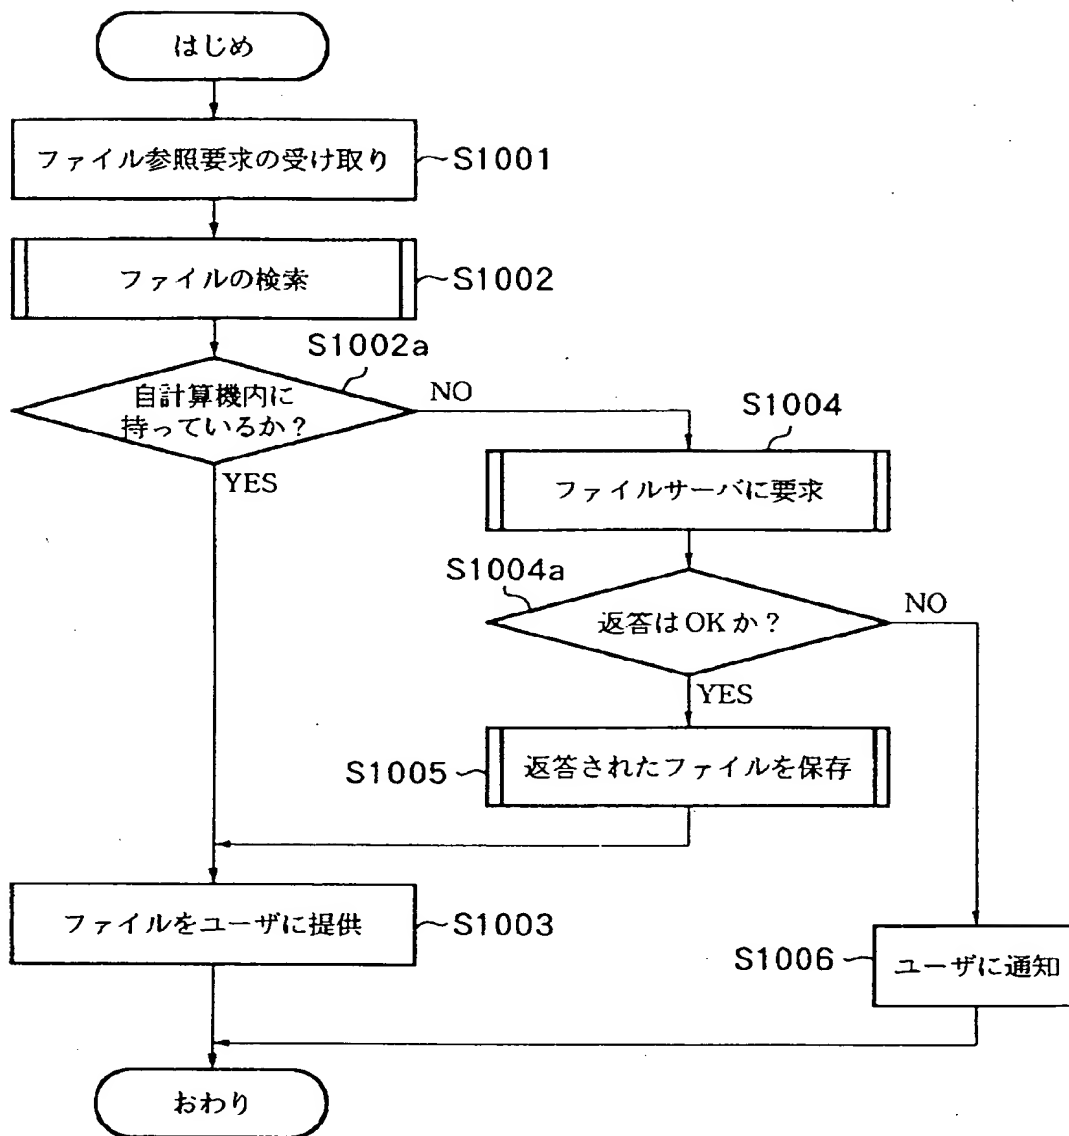 はじめ
ファイル参照要求の受け取り
S1001
ファイルの検索
S1002
S1002a
自計算機内に
持っているか？
NO
YES
S1004
ファイルサーバに要求
S1004a
返答はOKか？
NO
YES
S1005
返答されたファイルを保存
ファイルをユーザに提供
S1003
S1006
ユーザに通知
おわり